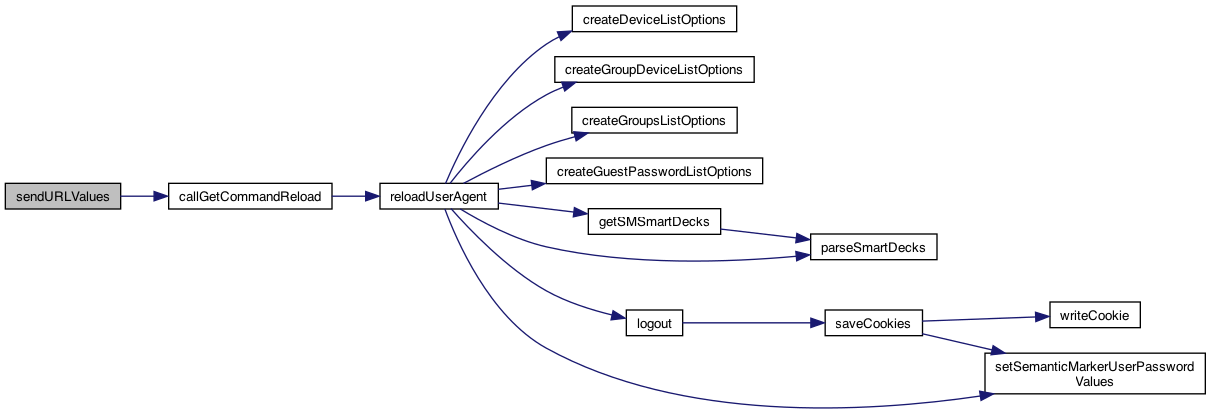 createDeviceListOptions
createGroupDeviceListOptions
createGroupsListOptions
createGuestPasswordListOptions
sendURLValues
callGetCommandReload
reloadUserAgent
getSMSmartDecks
parseSmartDecks
logout
saveCookies
writeCookie
setSemanticMarkerUserPassword
Values